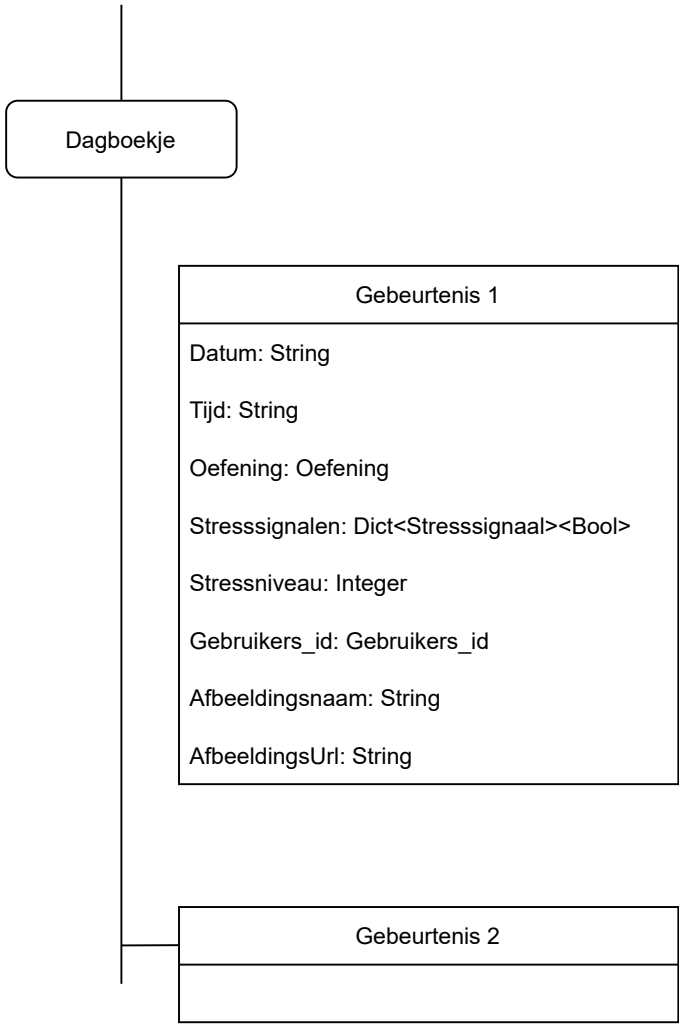 Dagboekje
Gebeurtenis 1
Datum: String
Tijd: String
Oefening: Oefening
Stresssignalen: Dict<Stresssignaal><Bool>
Stressniveau: Integer
Gebruikers_id: Gebruikers_id
Afbeeldingsnaam: String
AfbeeldingsUrl: String
Gebeurtenis 2